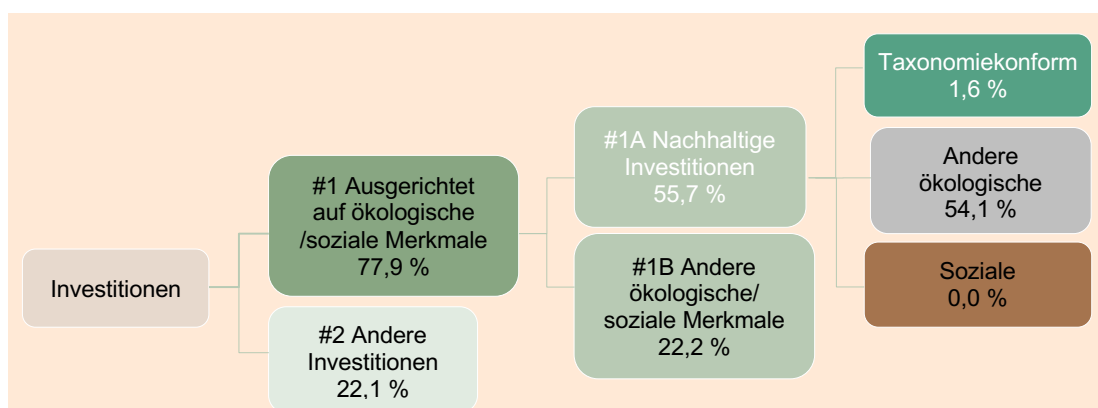 Investitionen
#1 Ausgerichtet
auf ökologische
/soziale Merkmale
77,9 %
#2 Andere
Investitionen
22,1 %
#1A Nachhaltige
Investitionen
55,7 %
#1B Andere
ökologische/
soziale Merkmale
22,2 %
Taxonomiekonform
1,6 %
Andere
ökologische
54,1 %
Soziale
0,0 %